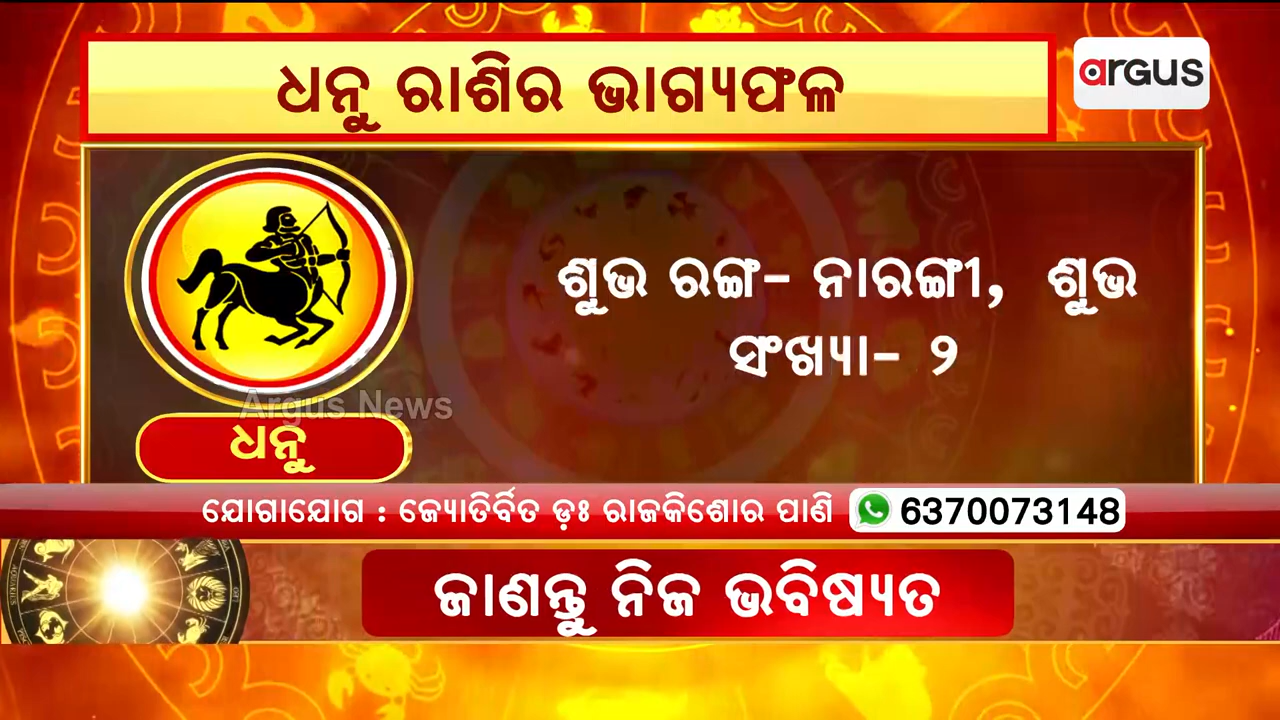 ଧନୁ ରାଶିର ଭାଗ୍ୟଫଳ
argus
ଶୁଭ ରଙ୍ଗ- ନାରଙ୍ଗୀ, ଶୁଭ
ସଂଖ୍ୟା- ୨
Argus News
ଧନୁ
ଯୋଗାଯୋଗ : ଜ୍ୟୋତିର୍ବିତ ଡ଼ଃ ରାଜକିଶୋର ପାଣି 6370073148
ଜାଣନ୍ତୁ ନିଜ ଭବିଷ୍ୟତ